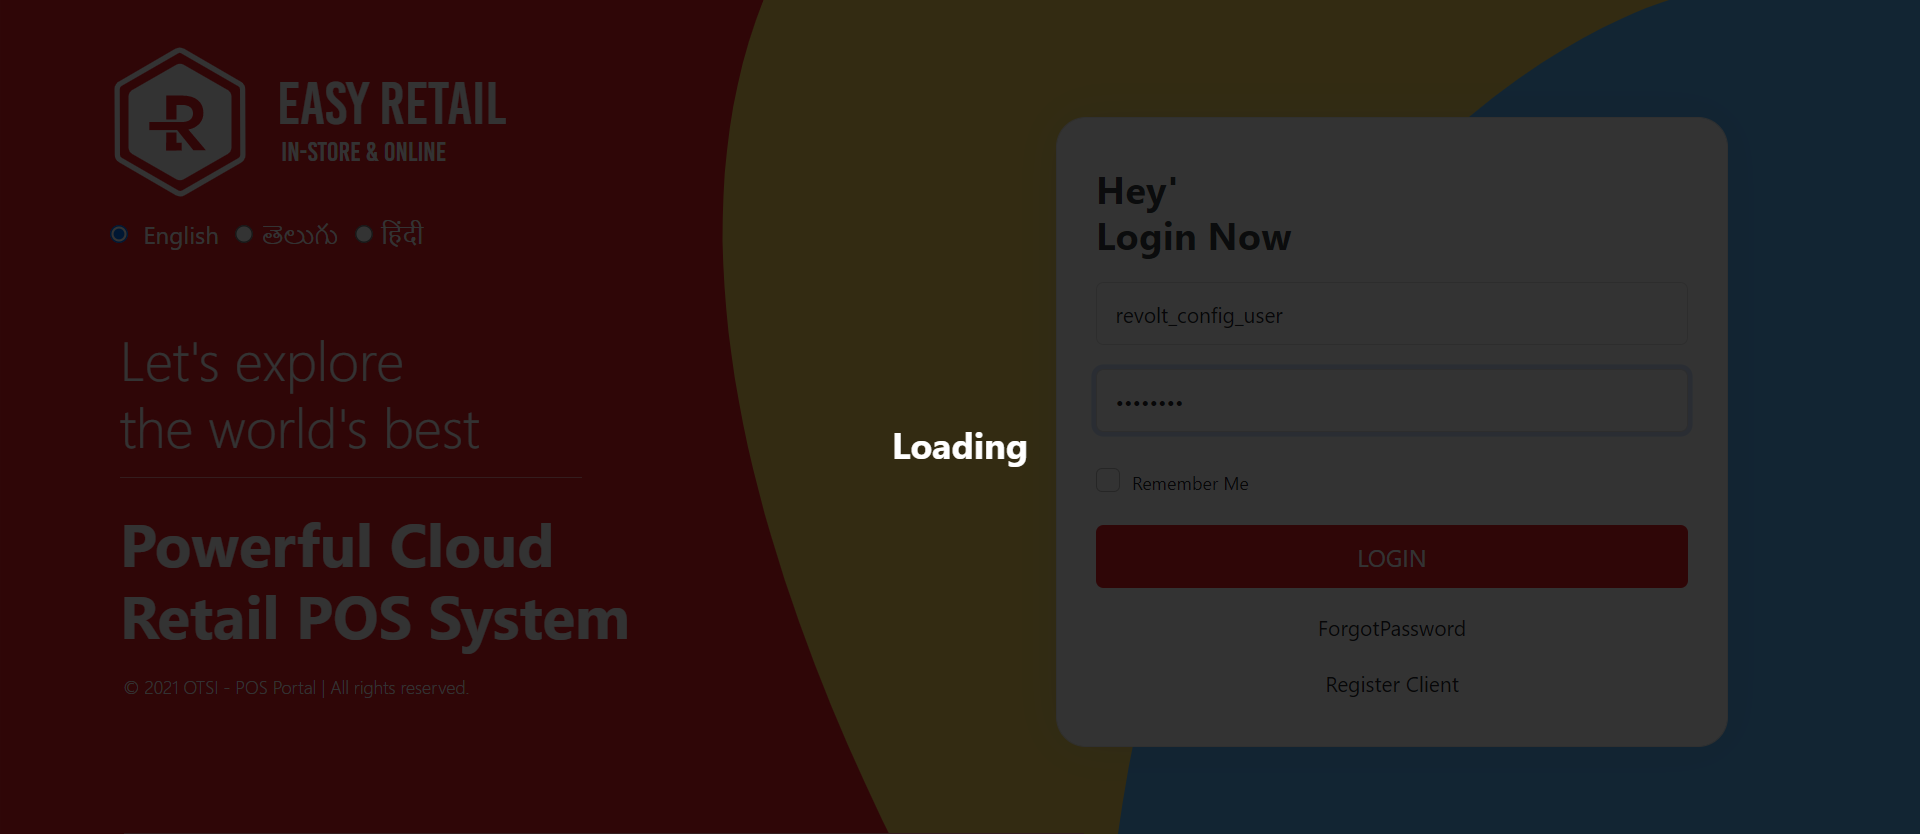 EASY RETAIL
IN-STORE & ONLINE
English తెలుగు हिंदी
Let's explore
the world's best
Powerful Cloud
Retail POS System
© 2021 OTSI - POS Portal | All rights reserved.
Loading
Hey'
Login Now
revolt_config_user
••••••••
Remember Me
LOGIN
ForgotPassword
Register Client